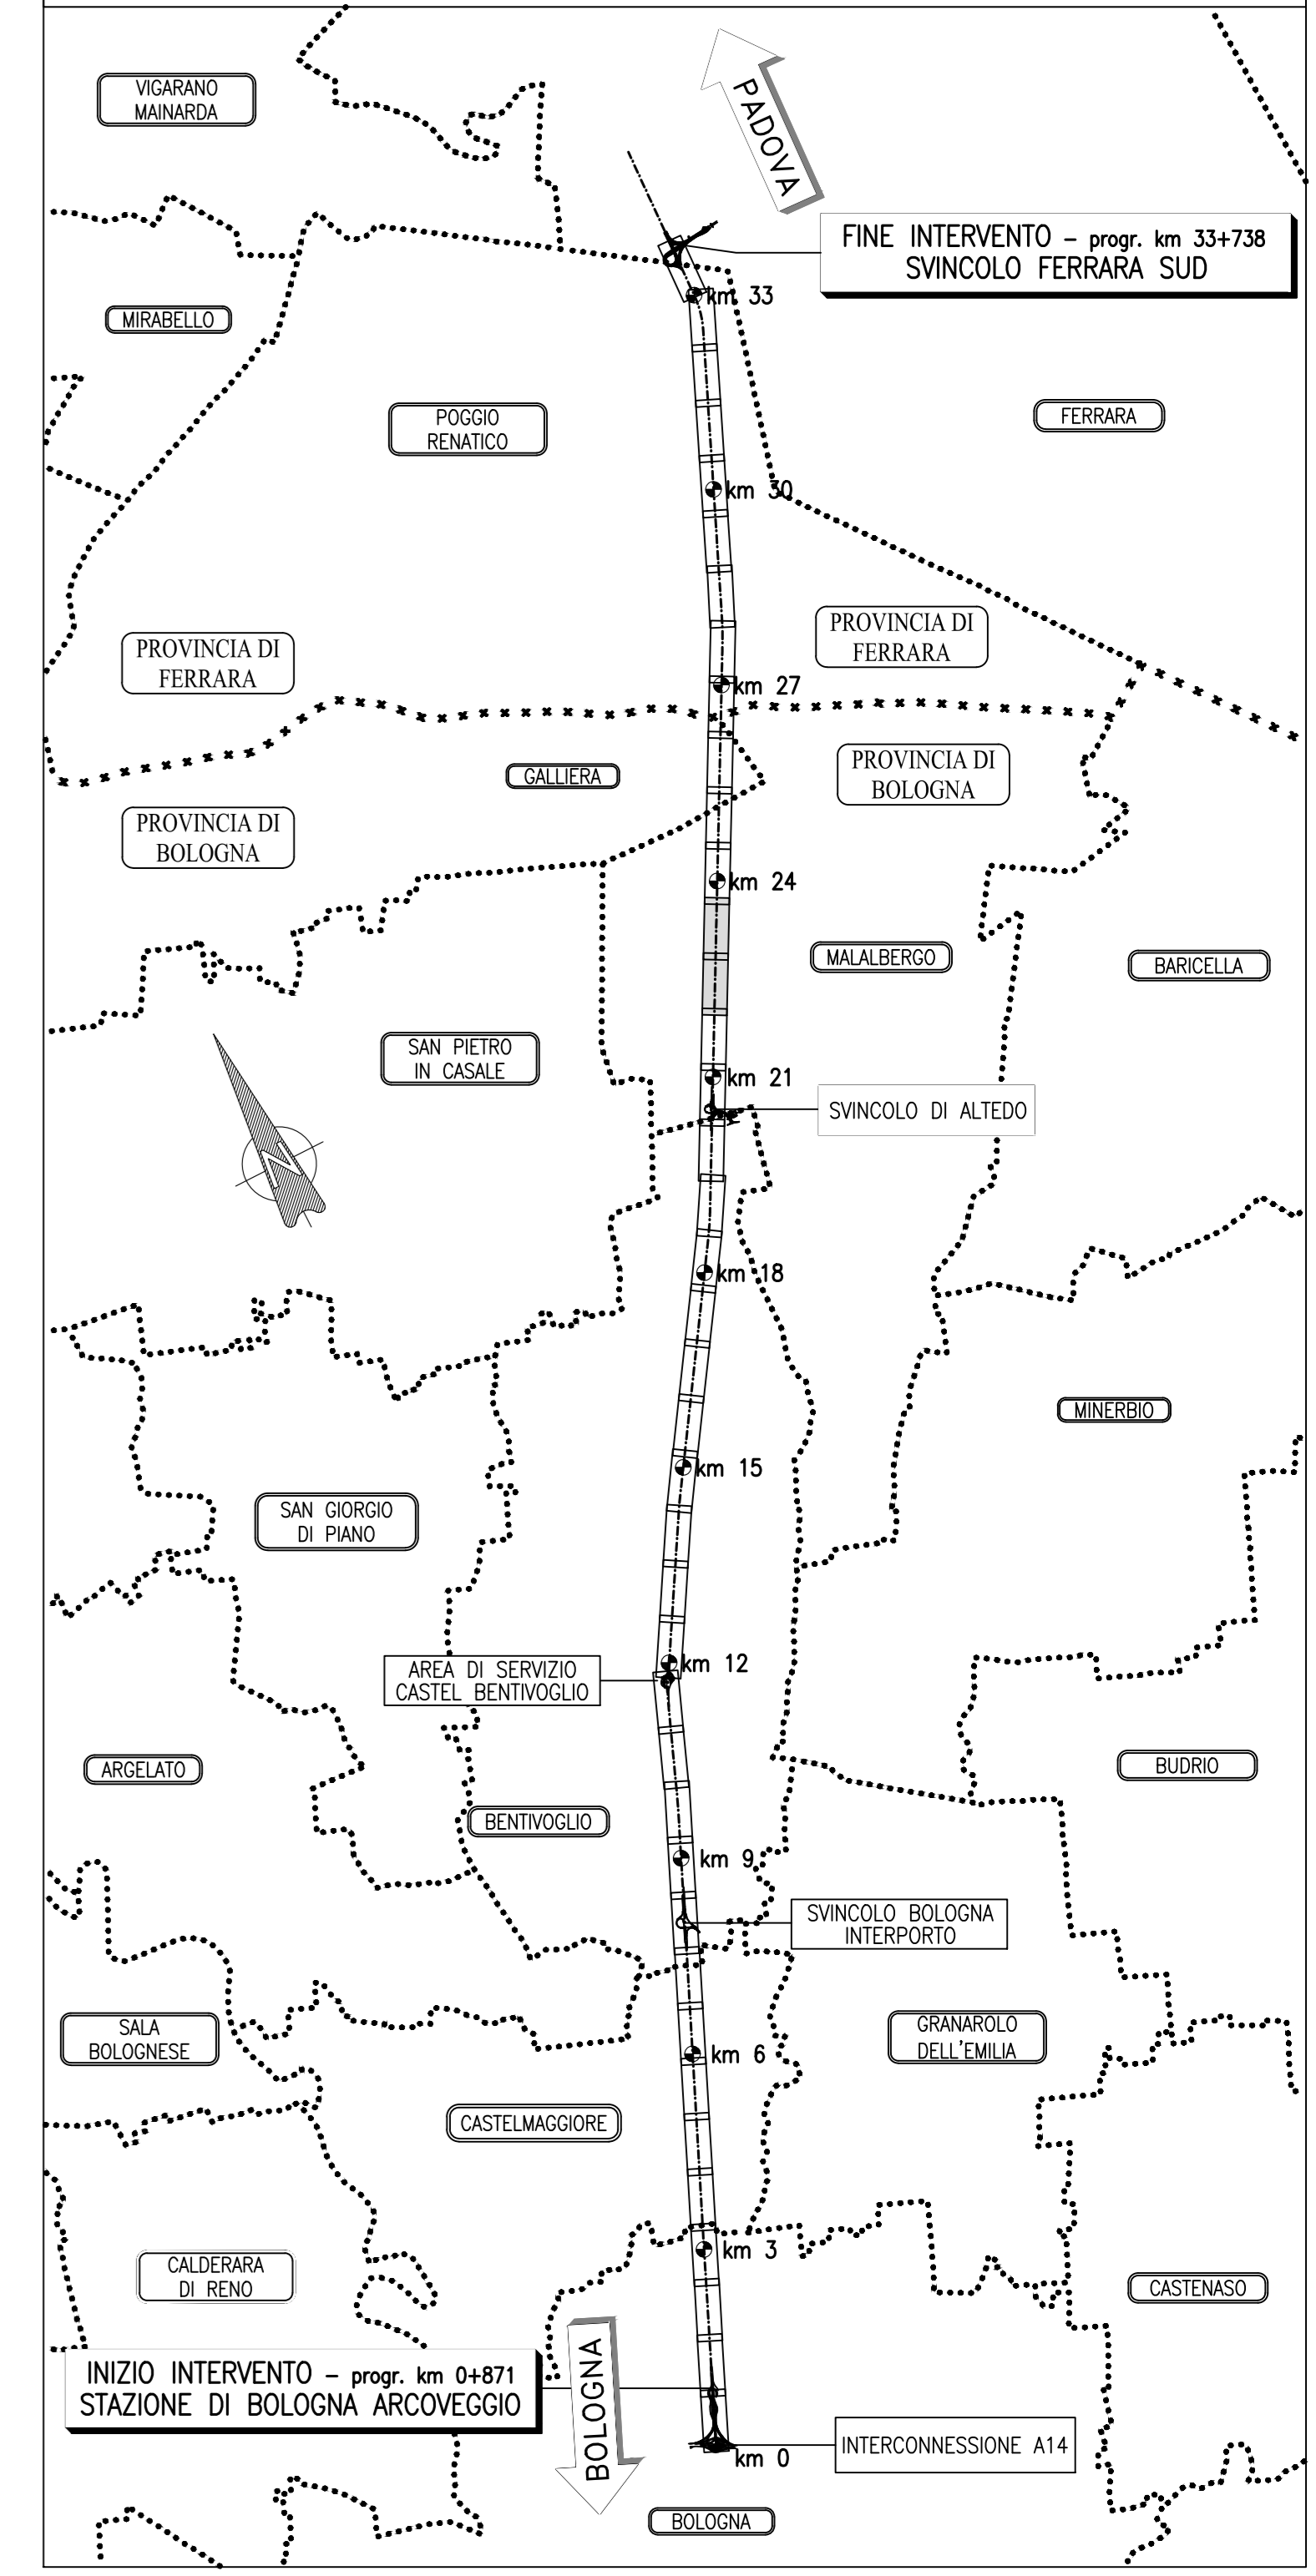 VIGARANO
MAINARDA
PADOVA
FINE INTERVENTO – progr. km 33+738
SVINCOLO FERRARA SUD
km 33
MIRABELLO
POGGIO
RENATICO
FERRARA
km 30
PROVINCIA DI
FERRARA
PROVINCIA DI
FERRARA
km 27
GALLIERA
PROVINCIA DI
BOLOGNA
PROVINCIA DI
BOLOGNA
km 24
MALALBERGO
BARICELLA
SAN PIETRO
IN CASALE
km 21
SVINCOLO DI ALTEDO
N
km 18
MINERBIO
km 15
SAN GIORGIO
DI PIANO
km 12
AREA DI SERVIZIO
CASTEL BENTIVOGLIO
ARGELATO
BUDRIO
BENTIVOGLIO
km 9
SVINCOLO BOLOGNA
INTERPORTO
SALA
BOLOGNESE
GRANAROLO
DELL'EMILIA
km 6
CASTELMAGGIORE
km 3
CALDERARA
DI RENO
CASTENASO
INIZIO INTERVENTO – progr. km 0+871
STAZIONE DI BOLOGNA ARCOVEGGIO
BOLOGNA
INTERCONNESSIONE A14
km 0
BOLOGNA